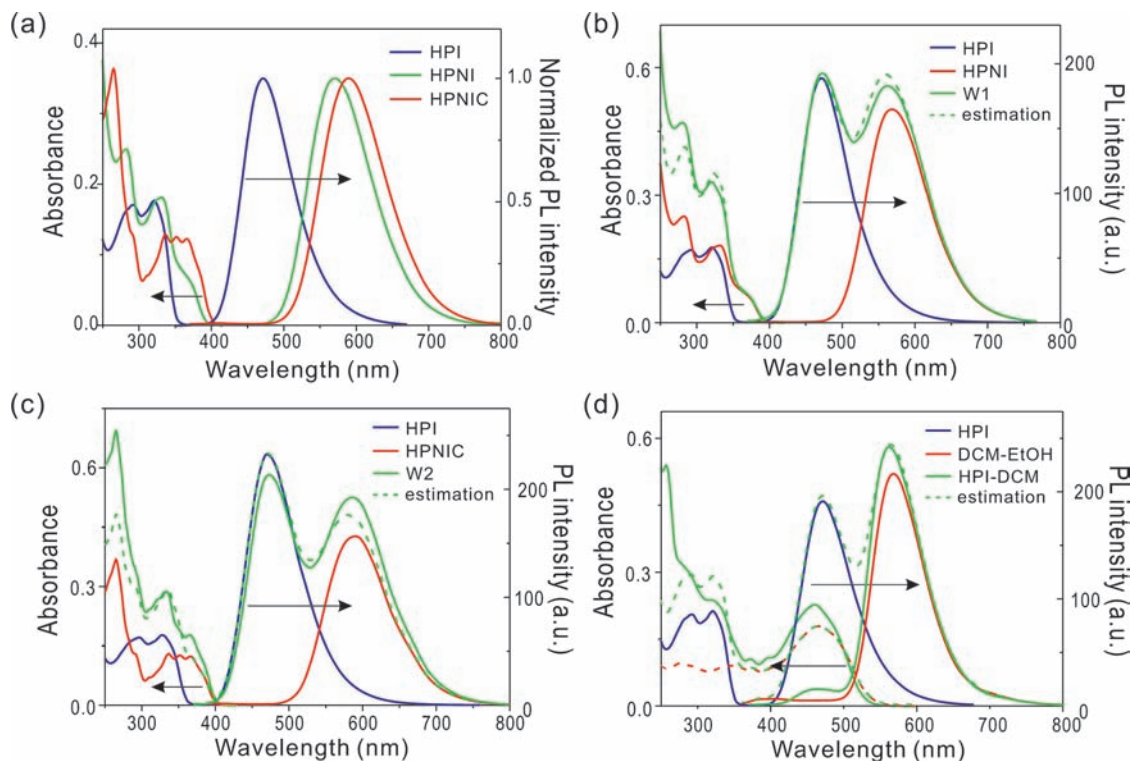 (a)
0.4
0.2
0.0
Absorbance
HPI
HPNI
HPNIC
1.0
0.5
0.0
Normalized PL intensity
300 400 500 600 700 800
Wavelength (nm)
(b)
0.6
0.3
0.0
Absorbance
HPI
HPNI
W1
estimation
200
100
0
PL intensity (a.u.)
300 400 500 600 700 800
Wavelength (nm)
(c)
0.6
0.3
0.0
Absorbance
HPI
HPNIC
W2
estimation
200
100
0
PL intensity (a.u.)
300 400 500 600 700 800
Wavelength (nm)
(d)
0.6
0.3
0.0
Absorbance
HPI
DCM-EtOH
HPI-DCM
estimation
200
100
0
PL intensity (a.u.)
300 400 500 600 700 800
Wavelength (nm)